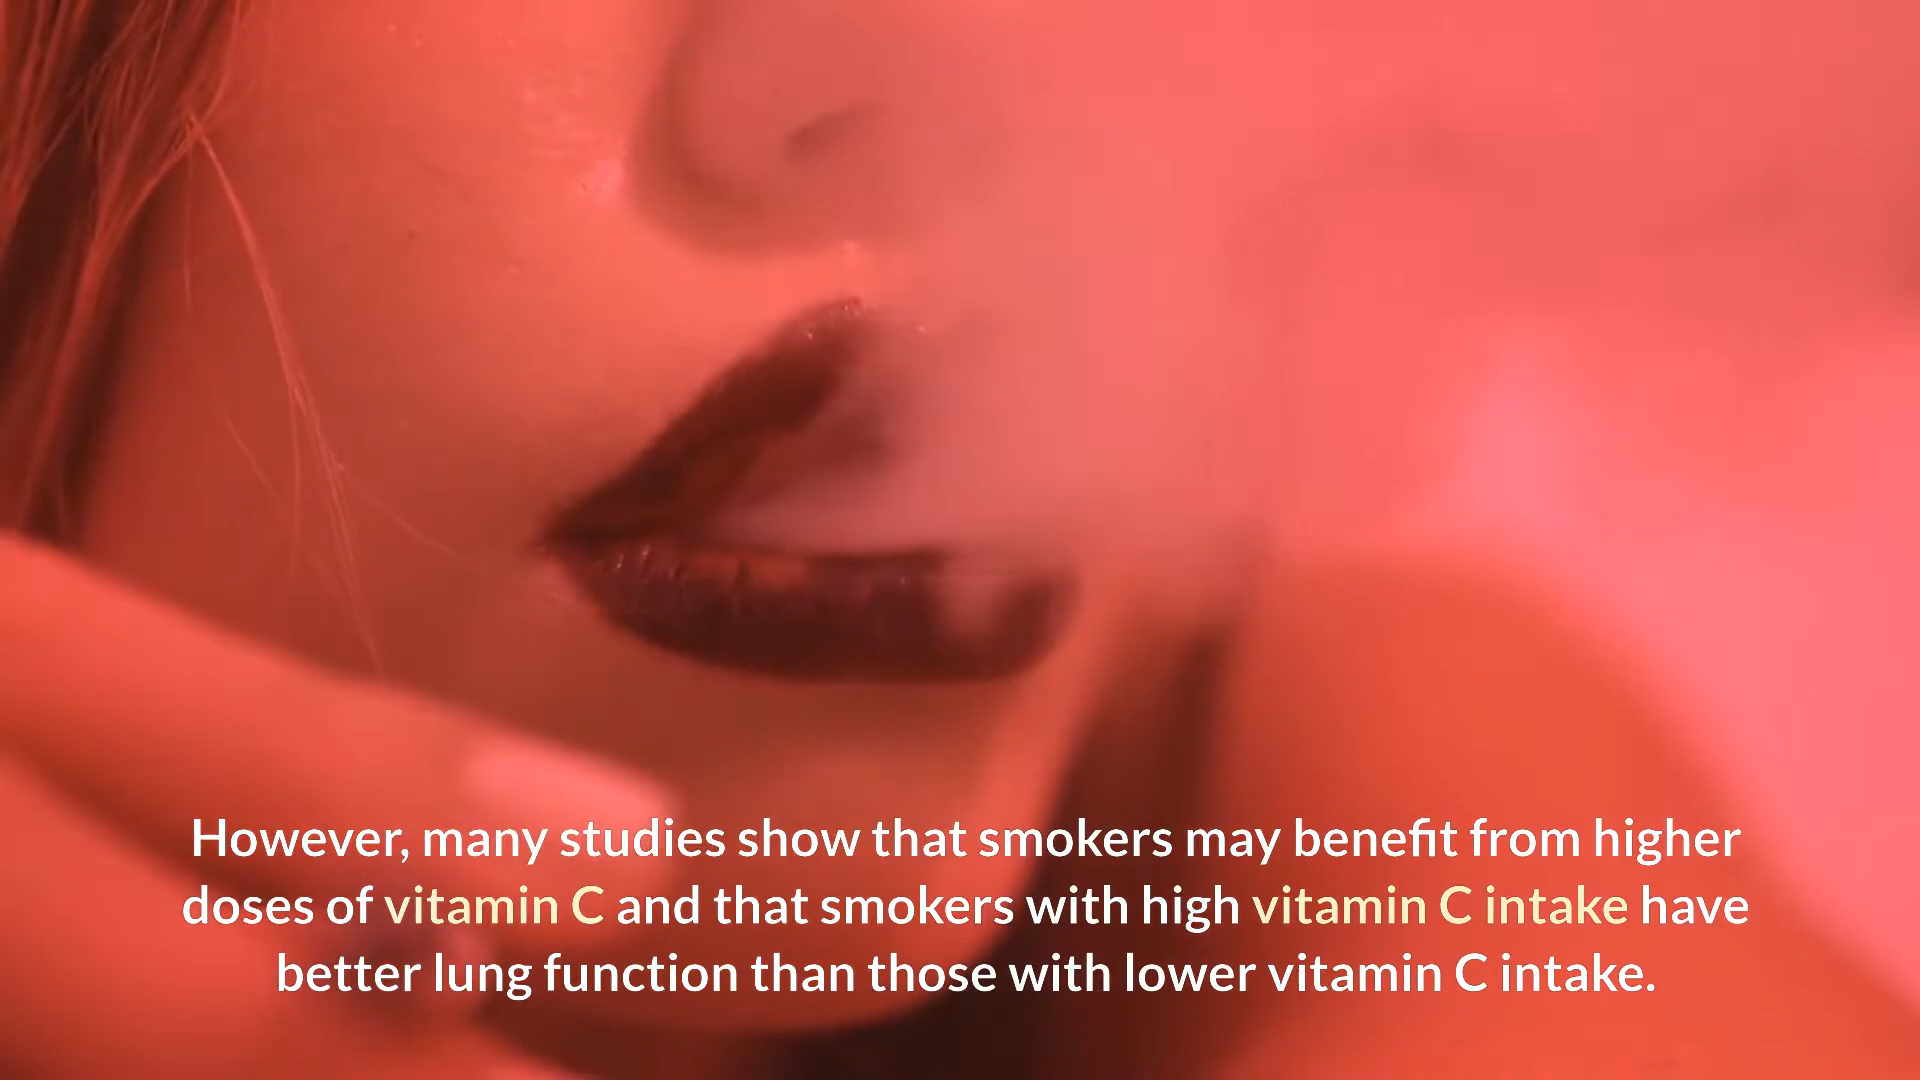 However, many studies show that smokers may benefit from higher
doses of vitamin C and that smokers with high vitamin C intake have
better lung function than those with lower vitamin C intake.